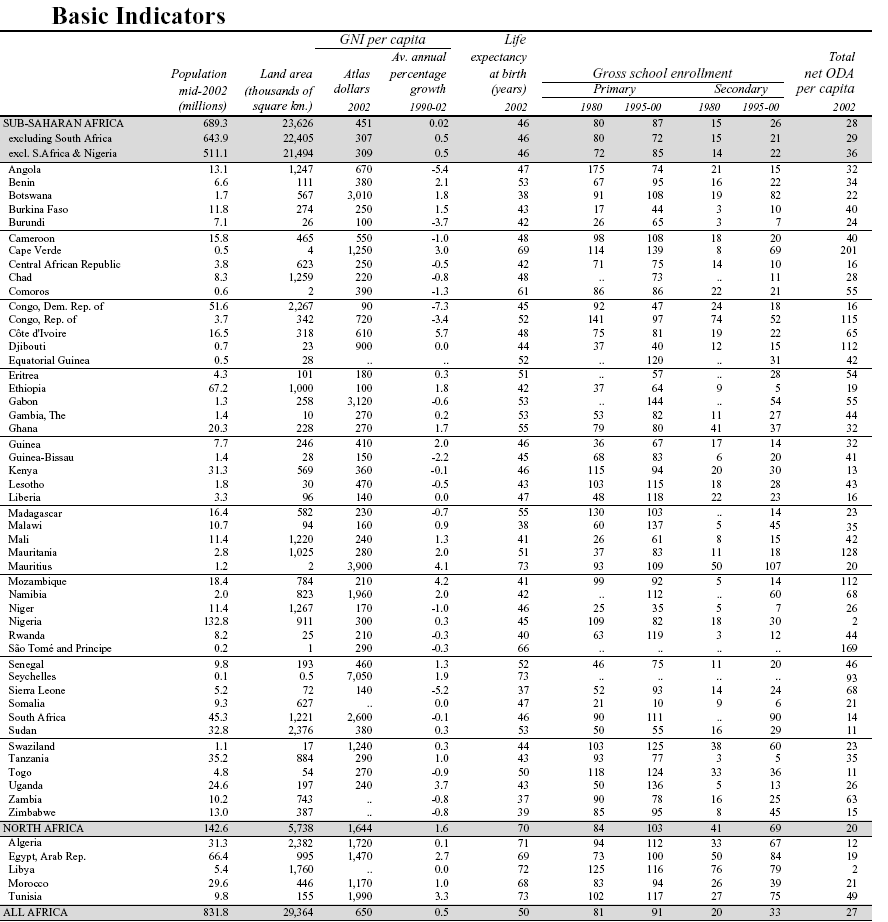 Basic Indicators
GNI per capita Life
Av. annual expectancy Total
Population Land area Atlas percentage at birth Gross school enrollment net ODA
mid-2002 (thousands of dollars growth (years) Primary Secondary per capita
(millions) square km.) 2002 1990-02 2002 1980 1995-00 1980 1995-00 2002
SUB-SAHARAN AFRICA 689.3 23,626 451 0.02 46 80 87 15 26 28
excluding South Africa 643.9 22,405 307 0.5 46 80 72 15 21 29
excl. S.Africa & Nigeria 511.1 21,494 309 0.5 46 72 85 14 22 36
Angola 13.1 1,247 670 -5.4 47 175 74 21 15 32
Benin 6.6 111 380 2.1 53 67 95 16 22 34
Botswana 1.7 567 3,010 1.8 38 91 108 19 82 22
Burkina Faso 11.8 274 250 1.5 43 17 44 3 10 40
Burundi 7.1 26 100 -3.7 42 26 65 3 7 24
Cameroon 15.8 465 550 -1.0 48 98 108 18 20 40
Cape Verde 0.5 4 1,250 3.0 69 114 139 8 69 201
Central African Republic 3.8 623 250 -0.5 42 71 75 14 10 16
Chad 8.3 1,259 220 -0.8 48 .. 73 .. 11 28
Comoros 0.6 2 390 -1.3 61 86 86 22 21 55
Congo, Dem. Rep. of 51.6 2,267 90 -7.3 45 92 47 24 18 16
Congo, Rep. of 3.7 342 720 -3.4 52 141 97 74 52 115
Côte d'Ivoire 16.5 318 610 5.7 48 75 81 19 22 65
Djibouti 0.7 23 900 0.0 44 37 40 12 15 112
Equatorial Guinea 0.5 28 .. .. 52 .. 120 .. 31 42
Eritrea 4.3 101 180 0.3 51 .. 57 .. 28 54
Ethiopia 67.2 1,000 100 1.8 42 37 64 9 5 19
Gabon 1.3 258 3,120 -0.6 53 .. 144 .. 54 55
Gambia, The 1.4 10 270 0.2 53 53 82 11 27 44
Ghana 20.3 228 270 1.7 55 79 80 41 37 32
Guinea 7.7 246 410 2.0 46 36 67 17 14 32
Guinea-Bissau 1.4 28 150 -2.2 45 68 83 6 20 41
Kenya 31.3 569 360 -0.1 46 115 94 20 30 13
Lesotho 1.8 30 470 -0.5 43 103 115 18 28 43
Liberia 3.3 96 140 0.0 47 48 118 22 23 16
Madagascar 16.4 582 230 -0.7 55 130 103 .. 14 23
Malawi 10.7 94 160 0.9 38 60 137 5 45 35
Mali 11.4 1,220 240 1.3 41 26 61 8 15 42
Mauritania 2.8 1,025 280 2.0 51 37 83 11 18 128
Mauritius 1.2 2 3,900 4.1 73 93 109 50 107 20
Mozambique 18.4 784 210 4.2 41 99 92 5 14 112
Namibia 2.0 823 1,960 2.0 42 .. 112 .. 60 68
Niger 11.4 1,267 170 -1.0 46 25 35 5 7 26
Nigeria 132.8 911 300 0.3 45 109 82 18 30 2
Rwanda 8.2 25 210 -0.3 40 63 119 3 12 44
São Tomé and Principe 0.2 1 290 -0.3 66 .. .. .. .. 169
Senegal 9.8 193 460 1.3 52 46 75 11 20 46
Seychelles 0.1 0.5 7,050 1.9 73 .. .. .. .. 93
Sierra Leone 5.2 72 140 -5.2 37 52 93 14 24 68
Somalia 9.3 627 .. 0.0 47 21 10 9 6 21
South Africa 45.3 1,221 2,600 -0.1 46 90 111 .. 90 14
Sudan 32.8 2,376 380 0.3 53 50 55 16 29 11
Swaziland 1.1 17 1,240 0.3 44 103 125 38 60 23
Tanzania 35.2 884 290 1.0 43 93 77 3 5 35
Togo 4.8 54 270 -0.9 50 118 124 33 36 11
Uganda 24.6 197 240 3.7 43 50 136 5 13 26
Zambia 10.2 743 .. -0.8 37 90 78 16 25 63
Zimbabwe 13.0 387 .. -0.8 39 85 95 8 45 15
NORTH AFRICA 142.6 5,738 1,644 1.6 70 84 103 41 69 20
Algeria 31.3 2,382 1,720 0.1 71 94 112 33 67 12
Egypt, Arab Rep. 66.4 995 1,470 2.7 69 73 100 50 84 19
Libya 5.4 1,760 .. 0.0 72 125 116 76 79 2
Morocco 29.6 446 1,170 1.0 68 83 94 26 39 21
Tunisia 9.8 155 1,990 3.3 73 102 117 27 75 49
ALL AFRICA 831.8 29,364 650 0.5 50 81 91 20 33 27